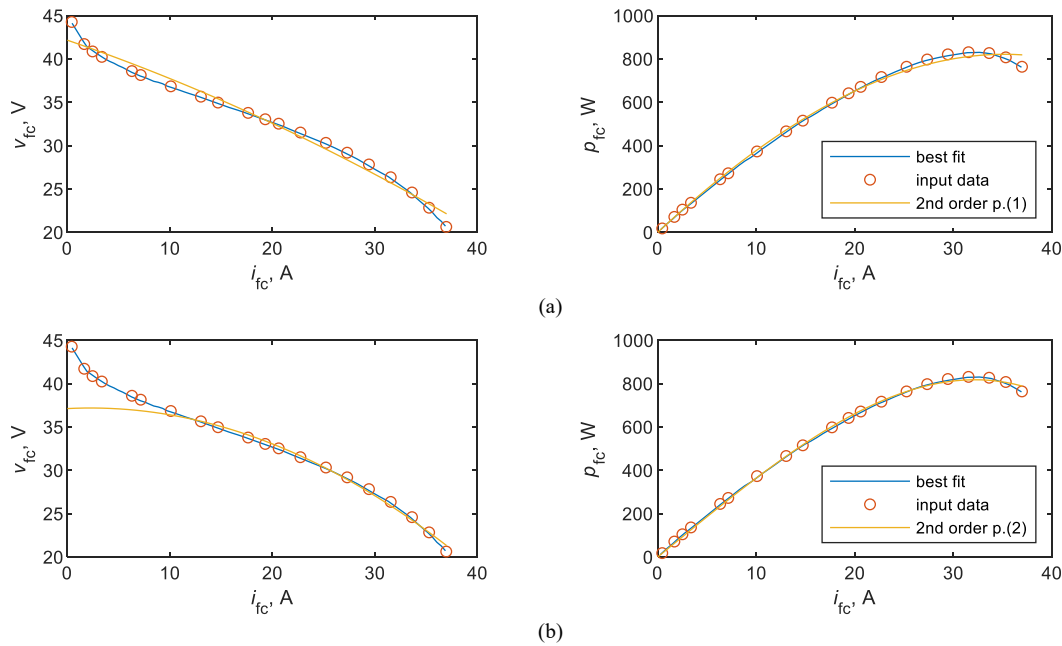 45
40
35
30
25
20
v_fc, V
0 10 20 30 40
i_fc, A
1000
800
600
400
200
0
p_fc, W
best fit
input data
2nd order p.(1)
0 10 20 30 40
i_fc, A
(a)
45
40
35
30
25
20
v_fc, V
0 10 20 30 40
i_fc, A
1000
800
600
400
200
0
p_fc, W
best fit
input data
2nd order p.(2)
0 10 20 30 40
i_fc, A
(b)